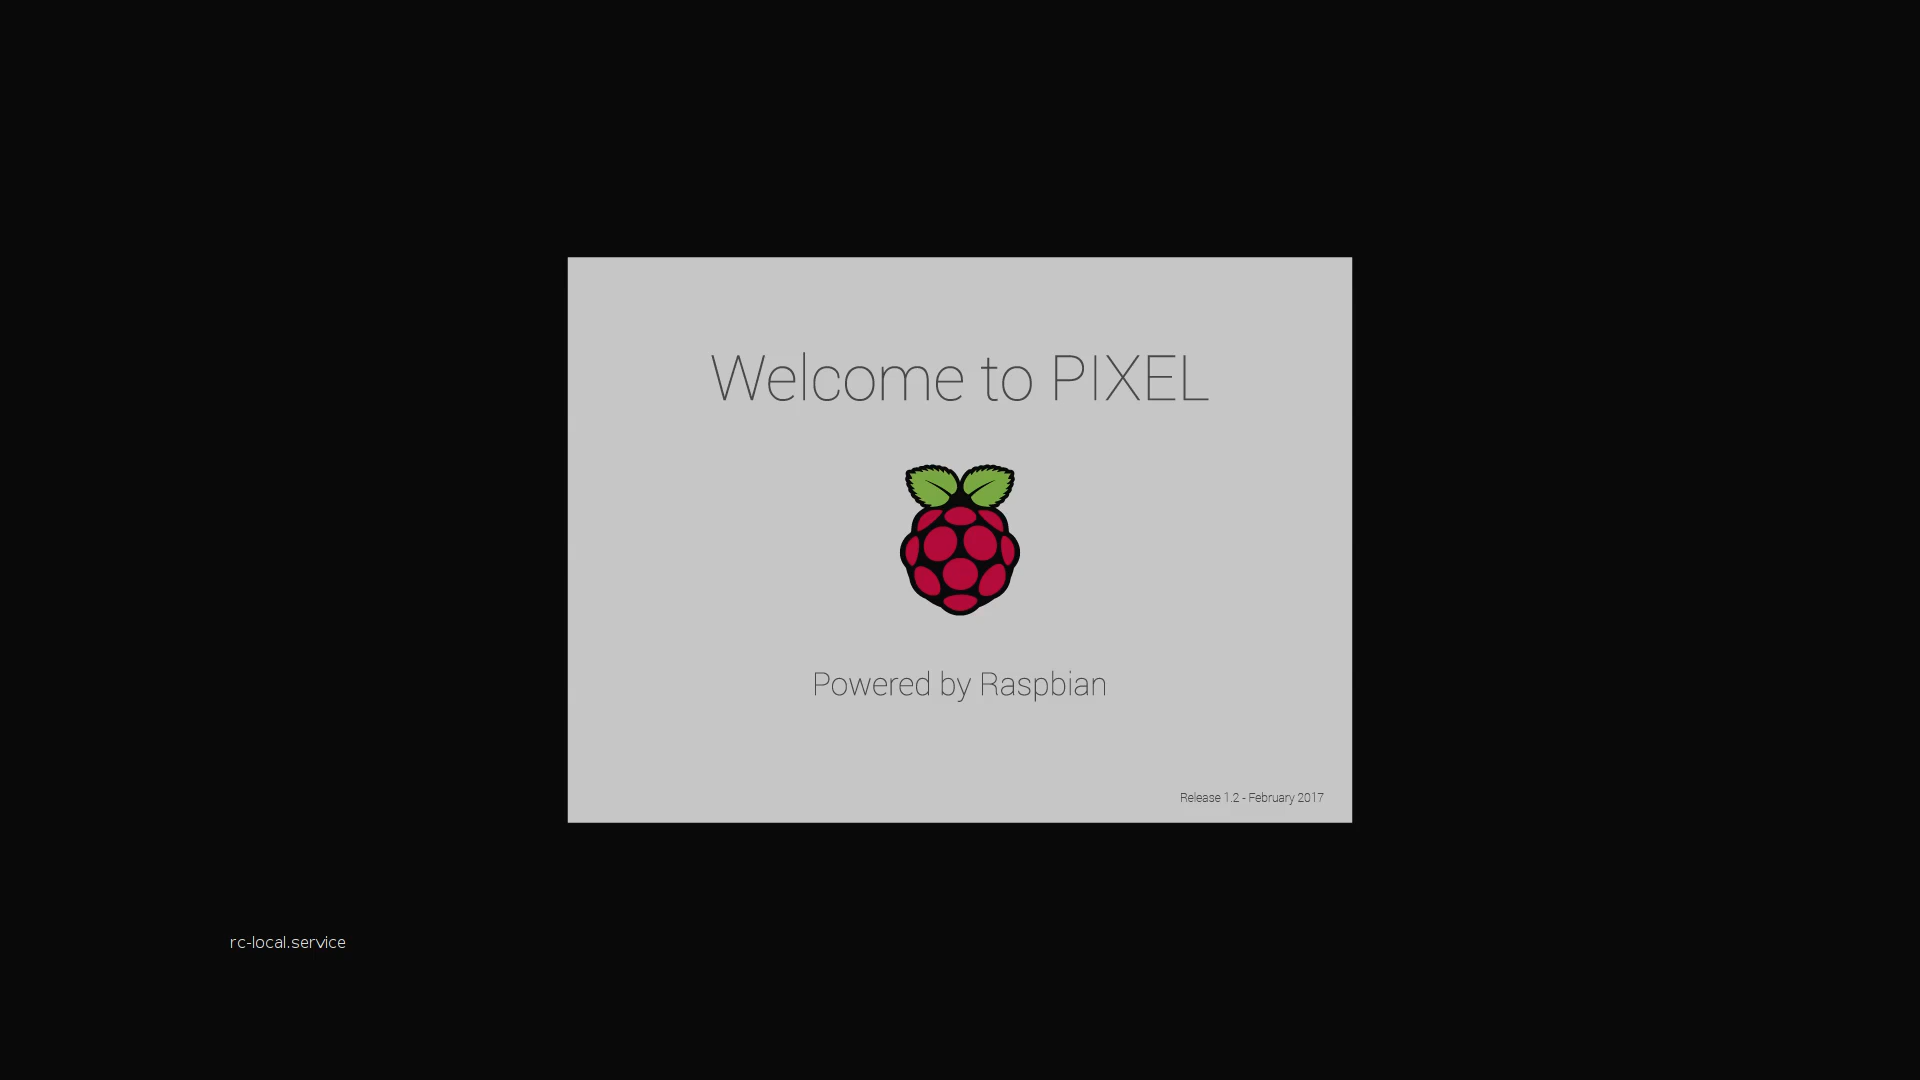 Welcome to PIXEL
Powered by Raspbian
Release 1.2 - February 2017
rc-local.service